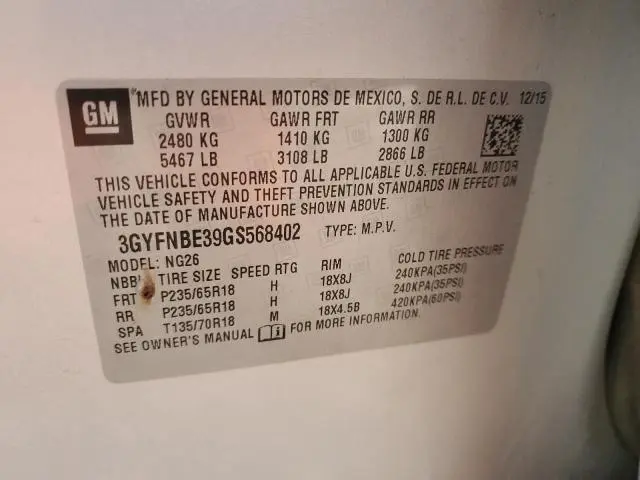 GM
MFD BY GENERAL MOTORS DE MEXICO, S. DE R.L. DE C.V. 12/15
GVWR GAWR FRT GAWR RR
2480 KG 1410 KG 1300 KG
5467 LB 3108 LB 2866 LB
THIS VEHICLE CONFORMS TO ALL APPLICABLE U.S. FEDERAL MOTOR
VEHICLE SAFETY AND THEFT PREVENTION STANDARDS IN EFFECT ON
THE DATE OF MANUFACTURE SHOWN ABOVE.
3GYFNBE39GS568402 TYPE: M.P.V.
MODEL: NG26
NBB TIRE SIZE SPEED RTG RIM COLD TIRE PRESSURE
FRT P235/65R18 H 18X8J 240KPA(35PSI)
RR P235/65R18 H 18X8J 240KPA(35PSI)
SPA T135/70R18 M 18X4.5B 420KPA(60PSI)
SEE OWNER'S MANUAL FOR MORE INFORMATION.